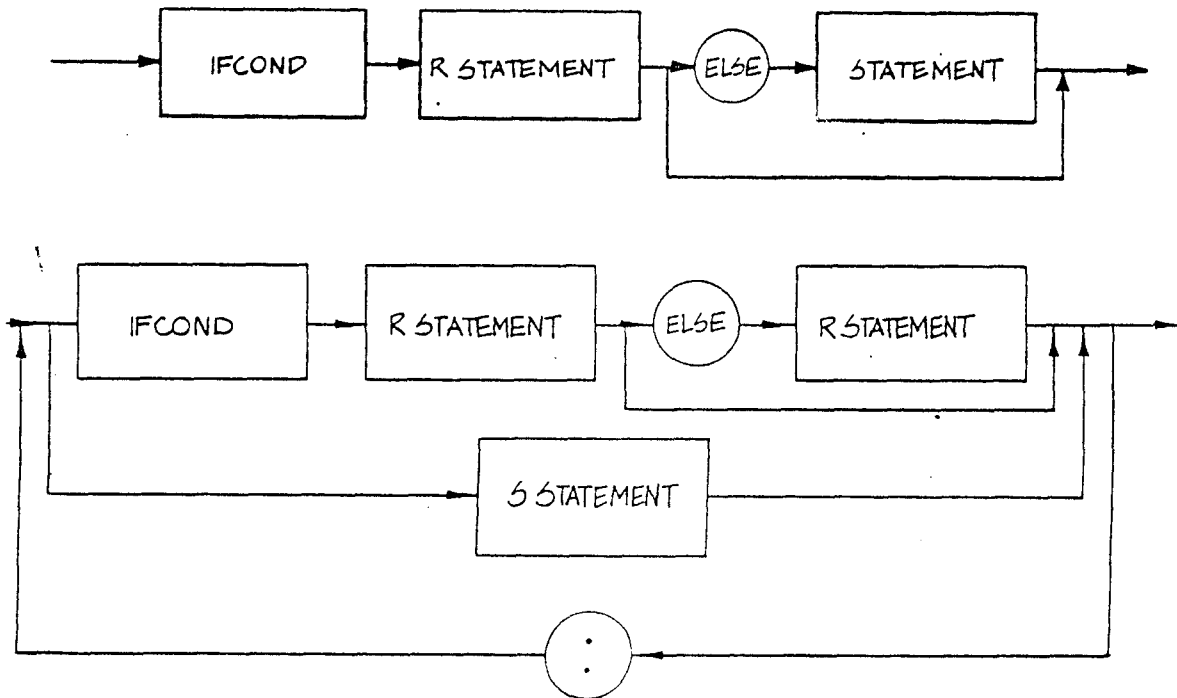 IFCOND
R STATEMENT
ELSE
STATEMENT
IFCOND
R STATEMENT
ELSE
R STATEMENT
S STATEMENT
: